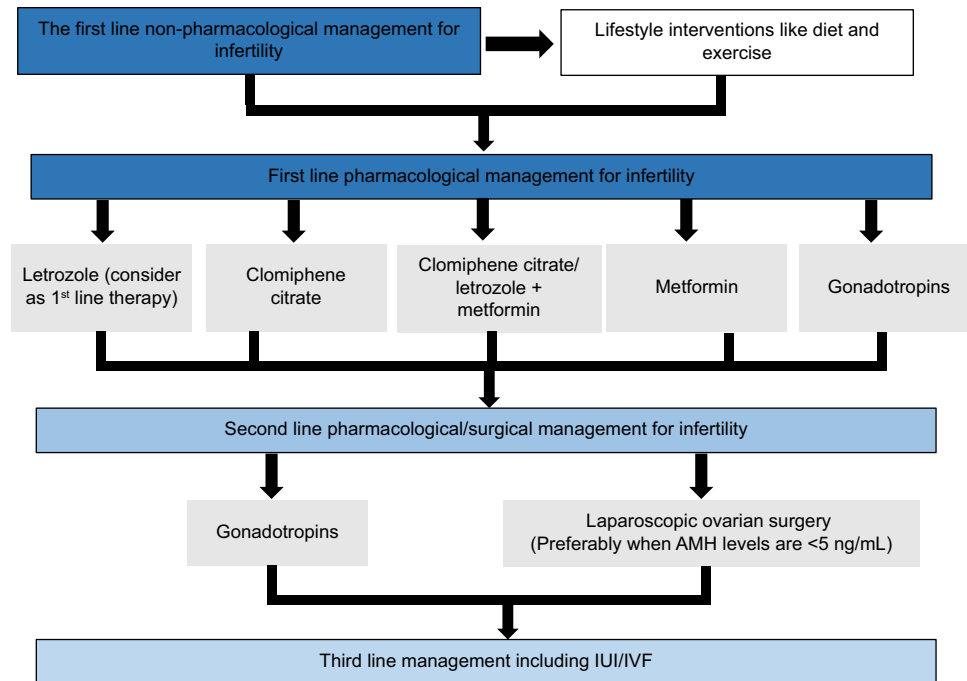 The first line non-pharmacological management for
infertility
Lifestyle interventions like diet and
exercise
First line pharmacological management for infertility
Letrozole (consider
as 1st line therapy)
Clomiphene
citrate
Clomiphene citrate/
letrozole +
metformin
Metformin
Gonadotropins
Second line pharmacological/surgical management for infertility
Gonadotropins
Laparoscopic ovarian surgery
(Preferably when AMH levels are <5 ng/mL)
Third line management including IUI/IVF